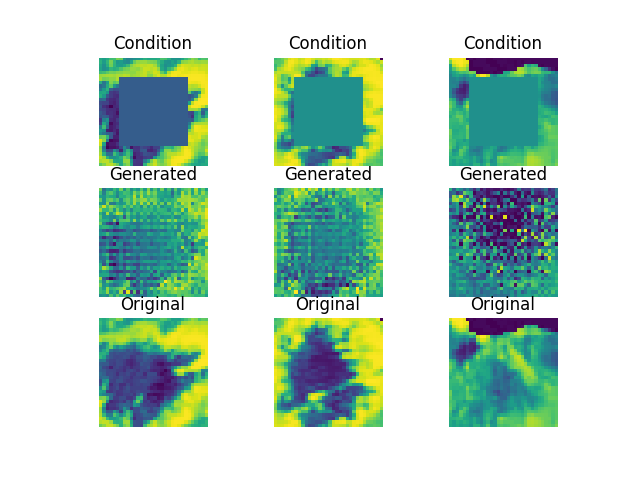 Condition Condition Condition
Generated Generated Generated
Original Original Original